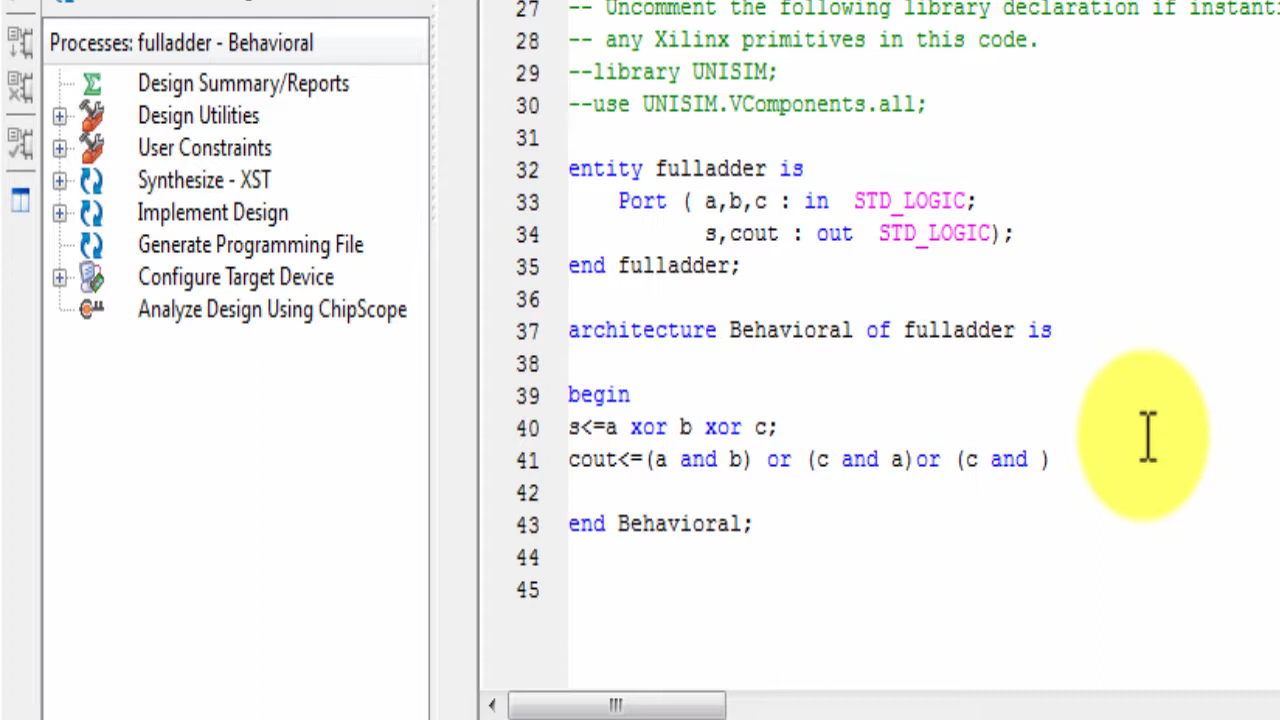 Processes: fulladder - Behavioral
Design Summary/Reports
Design Utilities
User Constraints
Synthesize - XST
Implement Design
Generate Programming File
Configure Target Device
Analyze Design Using ChipScope
27 -- Uncomment the following library declaration if
28 -- any Xilinx primitives in this code.
29 --library UNISIM;
30 --use UNISIM.VComponents.all;
31
32 entity fulladder is
33 Port ( a,b,c : in STD_LOGIC;
34 s,cout : out STD_LOGIC);
35 end fulladder;
36
37 architecture Behavioral of fulladder is
38
39 begin
40 s<=a xor b xor c;
41 cout<=(a and b) or (c and a)or (c and )
42
43 end Behavioral;
44
45